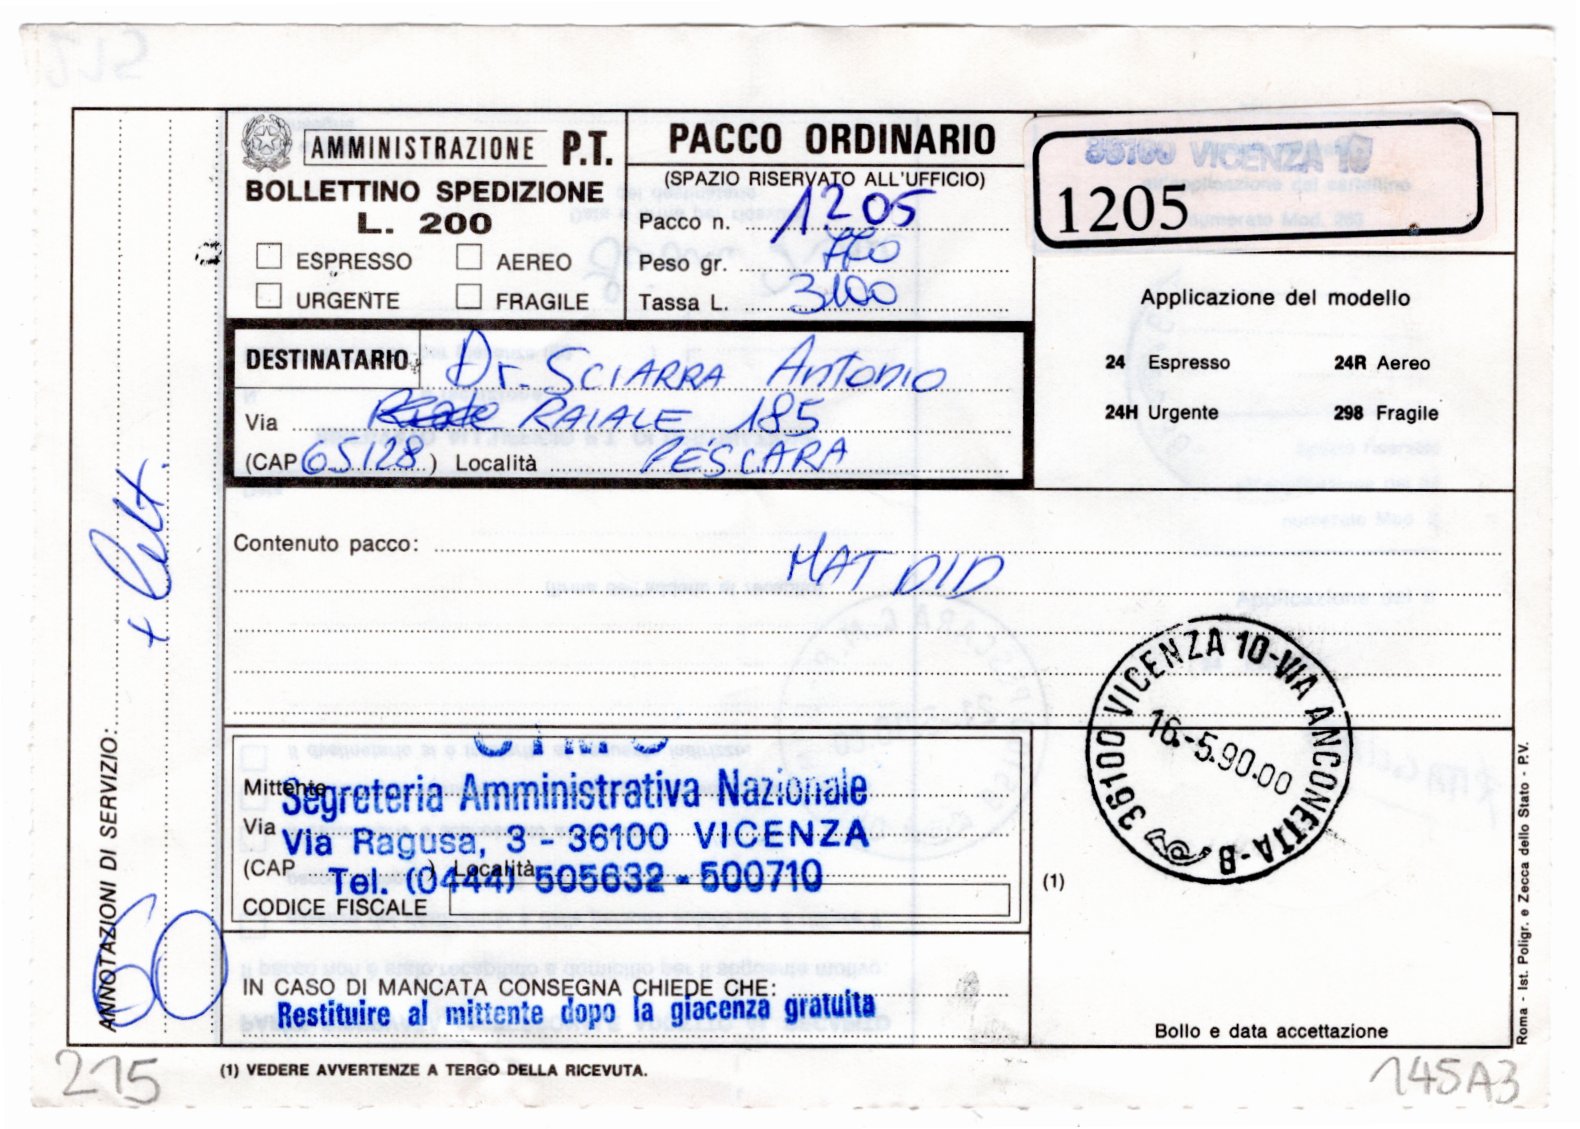 AMMINISTRAZIONE P.T.
BOLLETTINO SPEDIZIONE
L. 200
ESPRESSO AEREO
URGENTE FRAGILE
PACCO ORDINARIO
(SPAZIO RISERVATO ALL'UFFICIO)
Pacco n. 1205
Peso gr. 770
Tassa L. 3100
36100 VICENZA 10
1205
Applicazione del modello
24 Espresso 24R Aereo
24H Urgente 298 Fragile
DESTINATARIO Dr. SCIARRA Antonio
Via RAIALE 185
(CAP 65128) Località PESCARA
Contenuto pacco:
MAT DID
36100 VICENZA 10-VIA ANCONETTA-B
16.-5.90.00
Mittente
Segreteria Amministrativa Nazionale
Via
Via Ragusa, 3 - 36100 VICENZA
(CAP ) Località
Tel. (0444) 505632 - 500710
CODICE FISCALE
(1)
IN CASO DI MANCATA CONSEGNA CHIEDE CHE:
Restituire al mittente dopo la giacenza gratuita
Bollo e data accettazione
ANNOTAZIONI DI SERVIZIO:
Roma - Ist. Poligr. e Zecca dello Stato - P.V.
(1) VEDERE AVVERTENZE A TERGO DELLA RICEVUTA.
215
145A3